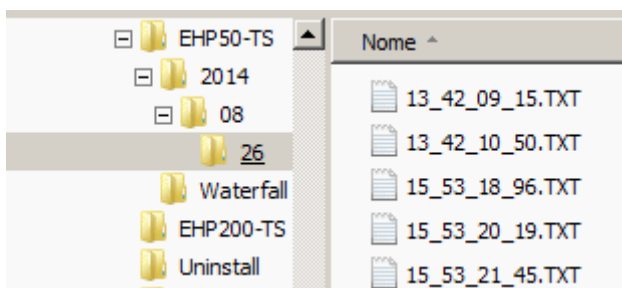 EHP50-TS
2014
08
26
Waterfall
EHP200-TS
Uninstall
Nome
13_42_09_15.TXT
13_42_10_50.TXT
15_53_18_96.TXT
15_53_20_19.TXT
15_53_21_45.TXT